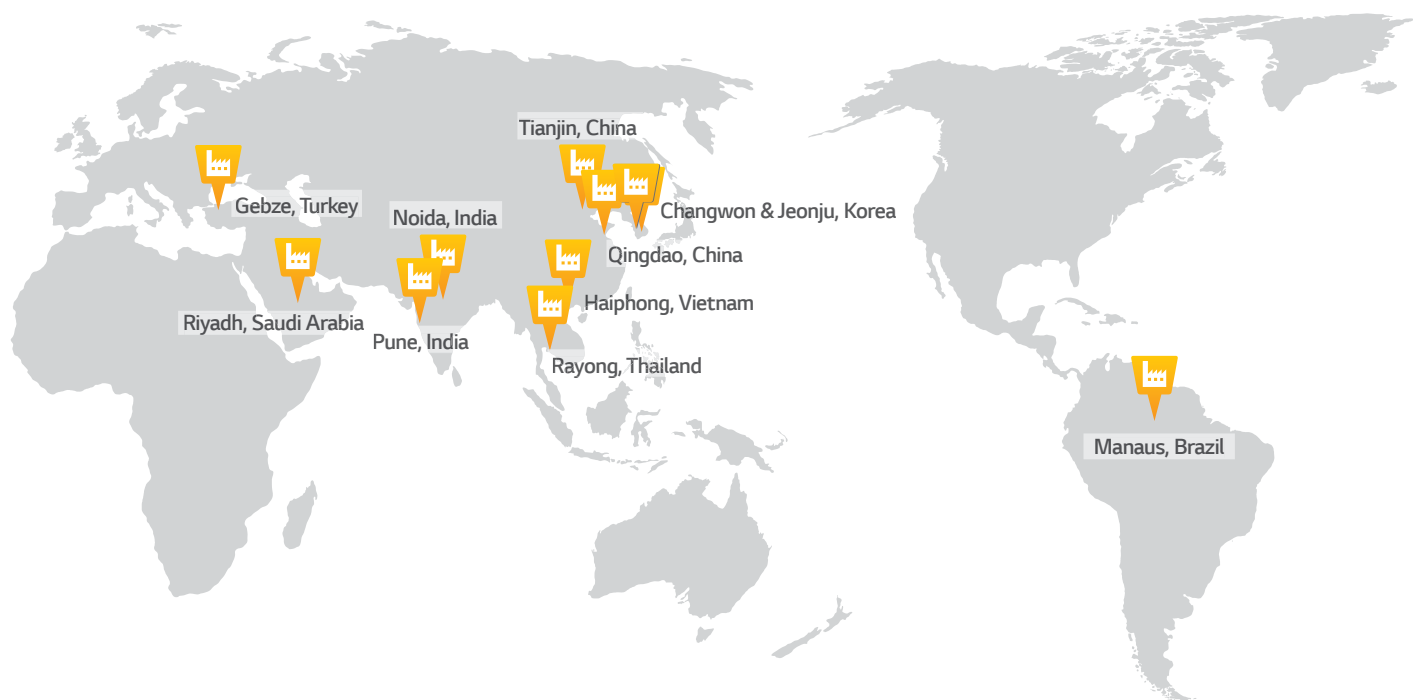 Tianjin, China
Gebze, Turkey
Noida, India
Changwon & Jeonju, Korea
Qingdao, China
Haiphong, Vietnam
Riyadh, Saudi Arabia
Pune, India
Rayong, Thailand
Manaus, Brazil